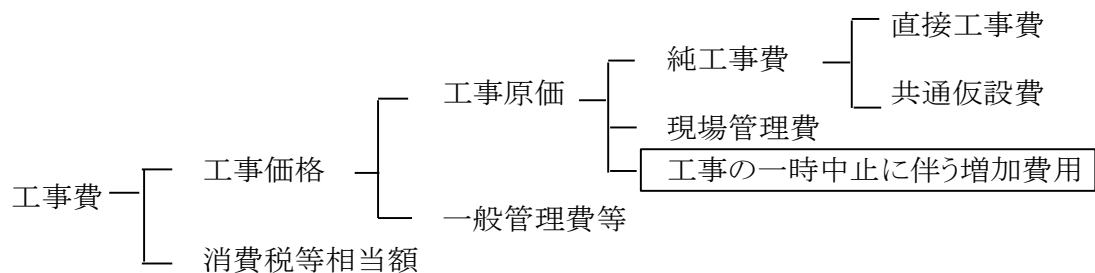 直接工事費
純工事費
共通仮設費
工事原価
現場管理費
工事価格
工事の一時中止に伴う増加費用
工事費
一般管理費等
消費税等相当額